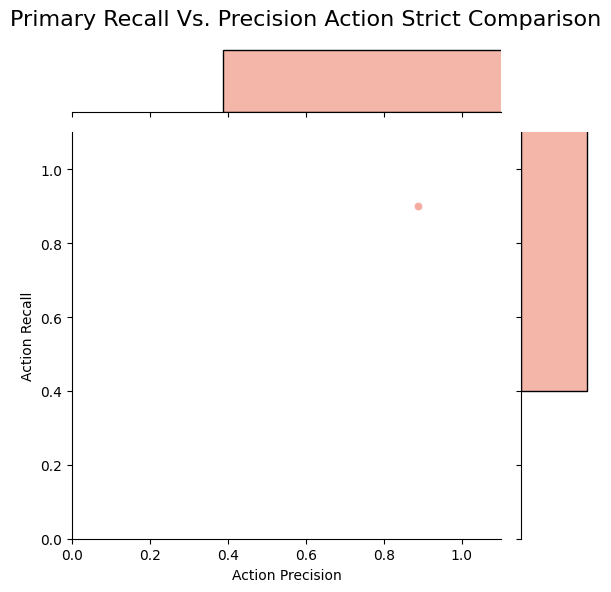 Primary Recall Vs. Precision Action Strict Comparison
1.0
0.8
0.6
0.4
0.2
0.0
Action Recall
0.0 0.2 0.4 0.6 0.8 1.0
Action Precision